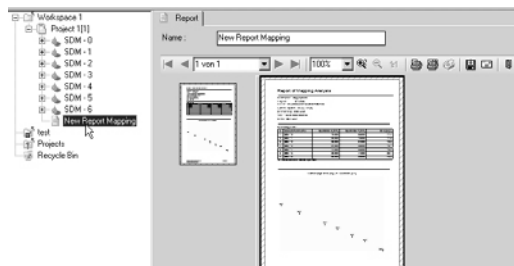 Workspace 1
Project 1[1]
SDM - 0
SDM - 1
SDM - 2
SDM - 3
SDM - 4
SDM - 5
SDM - 6
New Report Mapping
test
Projects
Recycle Bin
Report
Name :
New Report Mapping
1 von 1
100%
Report of Mapping Analysis